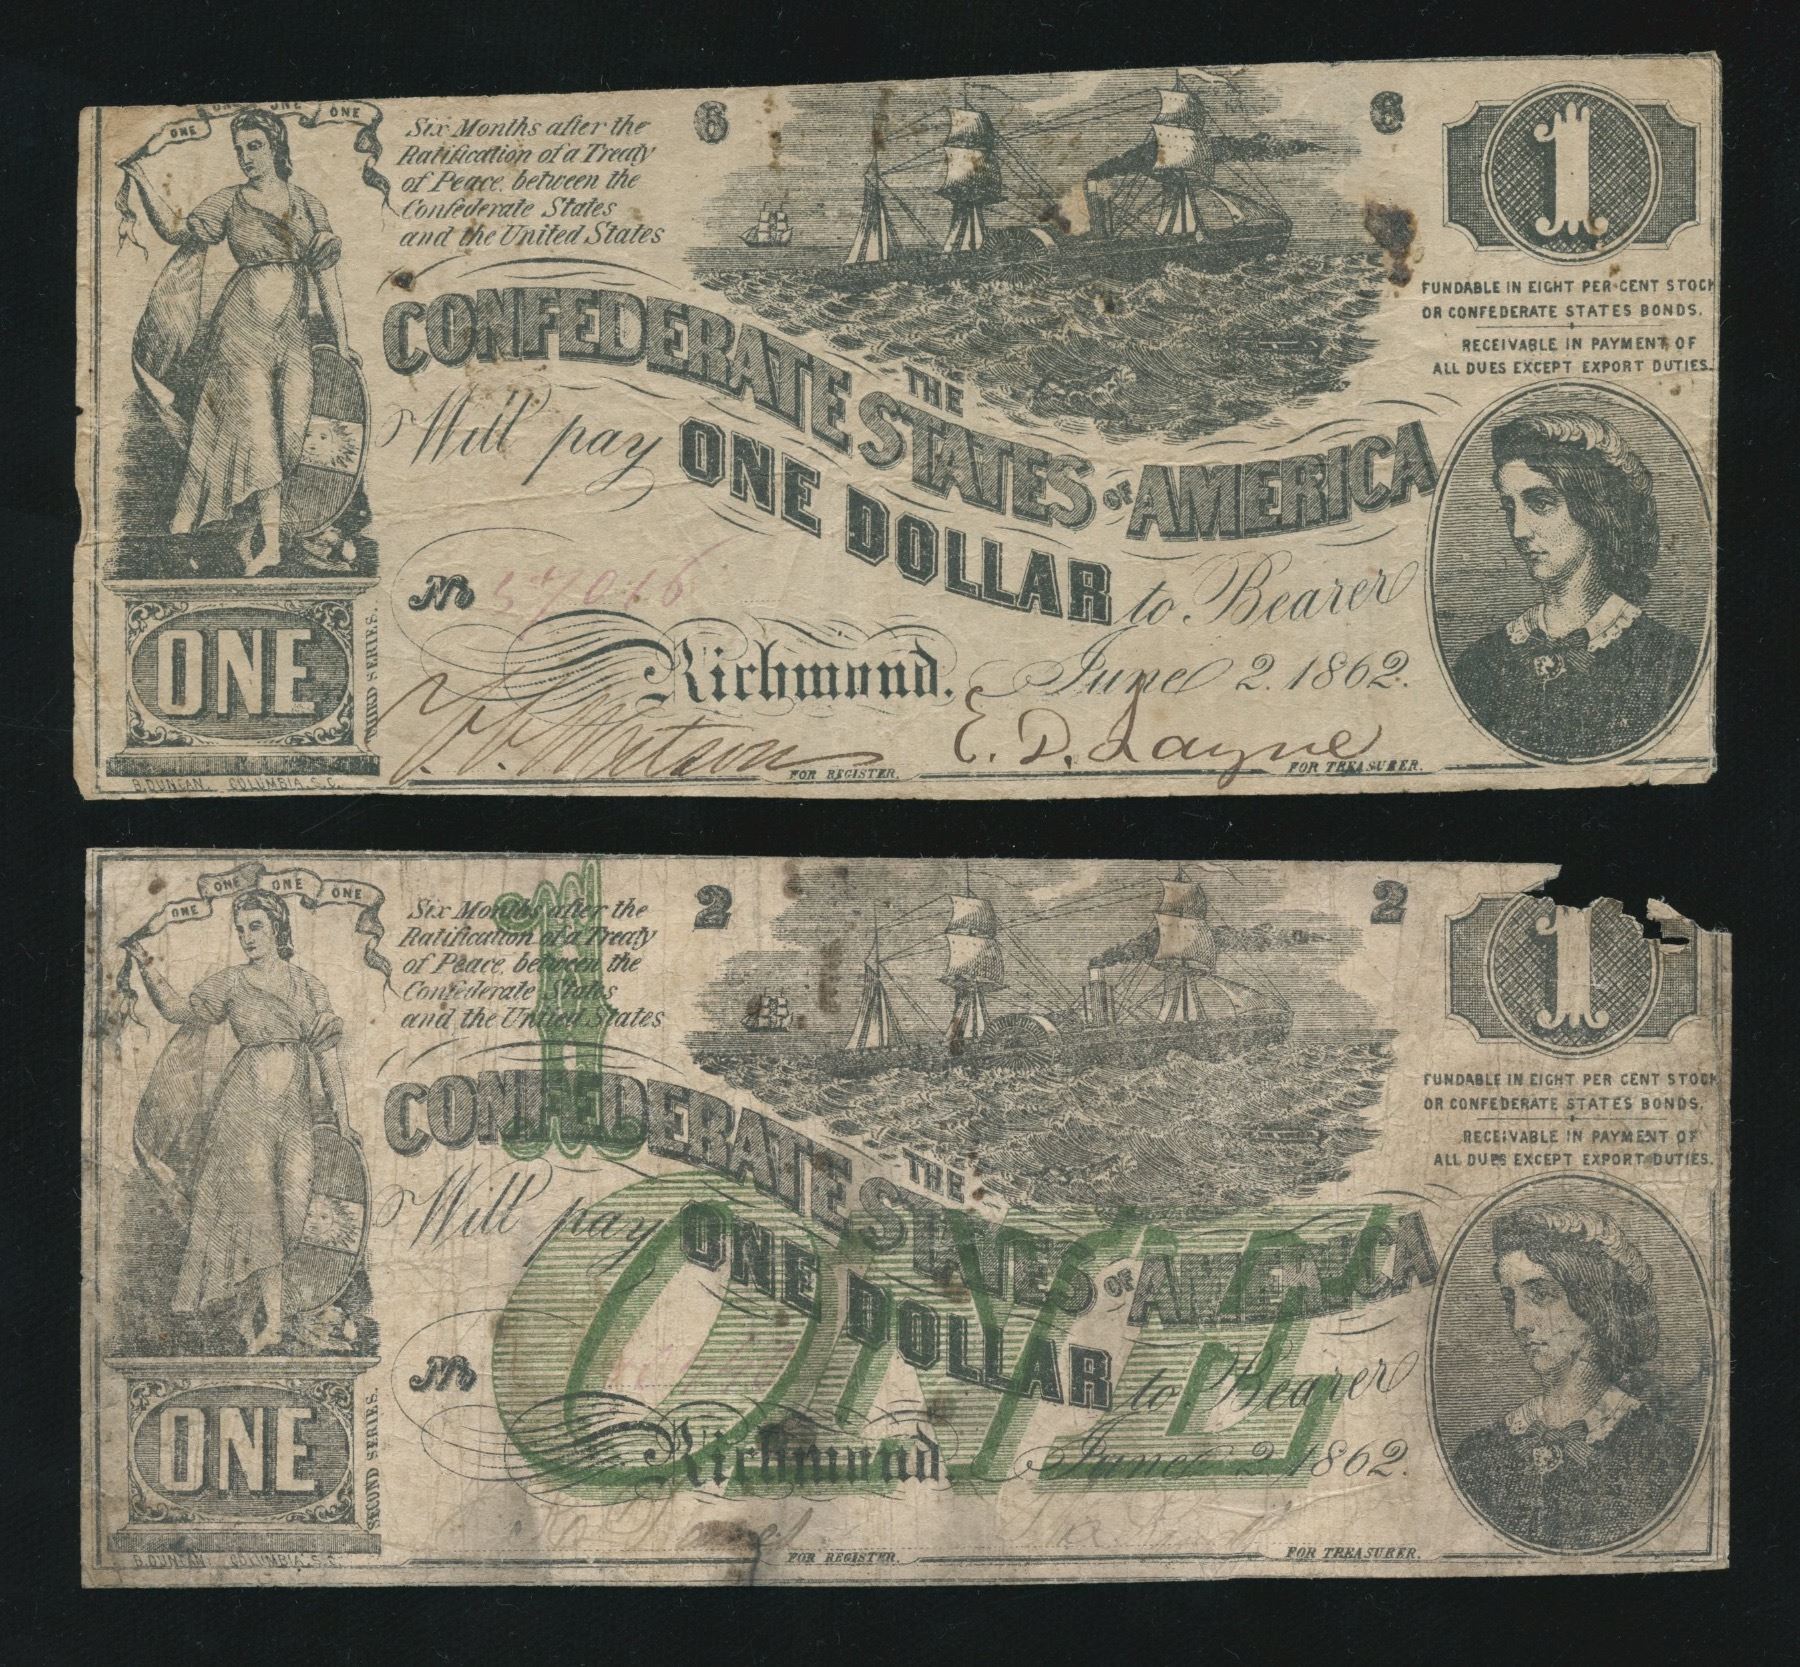 ONE ONE ONE ONE
Six Months after the
Ratification of a Treaty
of Peace, between the
Confederate States
and the United States
6
6
1
FUNDABLE IN EIGHT PER CENT STOCK
OR CONFEDERATE STATES BONDS.
RECEIVABLE IN PAYMENT OF
ALL DUES EXCEPT EXPORT DUTIES.
THE
CONFEDERATE STATES OF AMERICA
Will pay ONE DOLLAR to Bearer
No 57016
Richmond, June 2. 1862.
ONE
THIRD SERIES.
Watson FOR REGISTER.
E. D. Layne FOR TREASURER.
B. DUNCAN. COLUMBIA, S.C.
ONE ONE ONE ONE
Six Months after the
Ratification of a Treaty
of Peace, between the
Confederate States
and the United States
2
2
1
1
FUNDABLE IN EIGHT PER CENT STOCK
OR CONFEDERATE STATES BONDS.
RECEIVABLE IN PAYMENT OF
ALL DUES EXCEPT EXPORT DUTIES.
THE
CONFEDERATE STATES OF AMERICA
Will pay ONE DOLLAR to Bearer
ONE
No
Richmond, June 2. 1862.
ONE
SECOND SERIES.
FOR REGISTER.
FOR TREASURER.
B. DUNCAN. COLUMBIA, S.C.